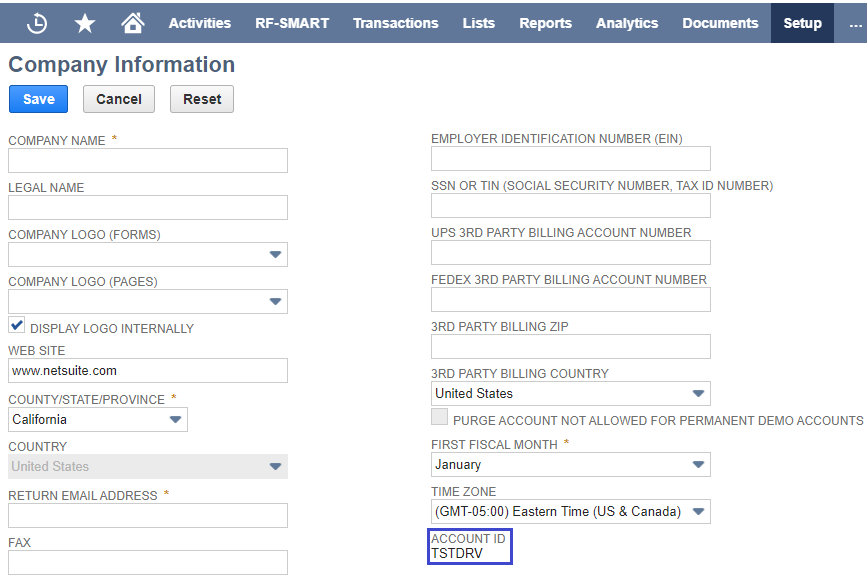 Activities RF-SMART Transactions Lists Reports Analytics Documents Setup ...
Company Information
Save Cancel Reset
COMPANY NAME *
LEGAL NAME
COMPANY LOGO (FORMS)
COMPANY LOGO (PAGES)
DISPLAY LOGO INTERNALLY
WEB SITE
www.netsuite.com
COUNTY/STATE/PROVINCE *
California
COUNTRY
United States
RETURN EMAIL ADDRESS *
FAX
EMPLOYER IDENTIFICATION NUMBER (EIN)
SSN OR TIN (SOCIAL SECURITY NUMBER, TAX ID NUMBER)
UPS 3RD PARTY BILLING ACCOUNT NUMBER
FEDEX 3RD PARTY BILLING ACCOUNT NUMBER
3RD PARTY BILLING ZIP
3RD PARTY BILLING COUNTRY
United States
PURGE ACCOUNT NOT ALLOWED FOR PERMANENT DEMO ACCOUNTS
FIRST FISCAL MONTH *
January
TIME ZONE
(GMT-05:00) Eastern Time (US & Canada)
ACCOUNT ID
TSTDRV